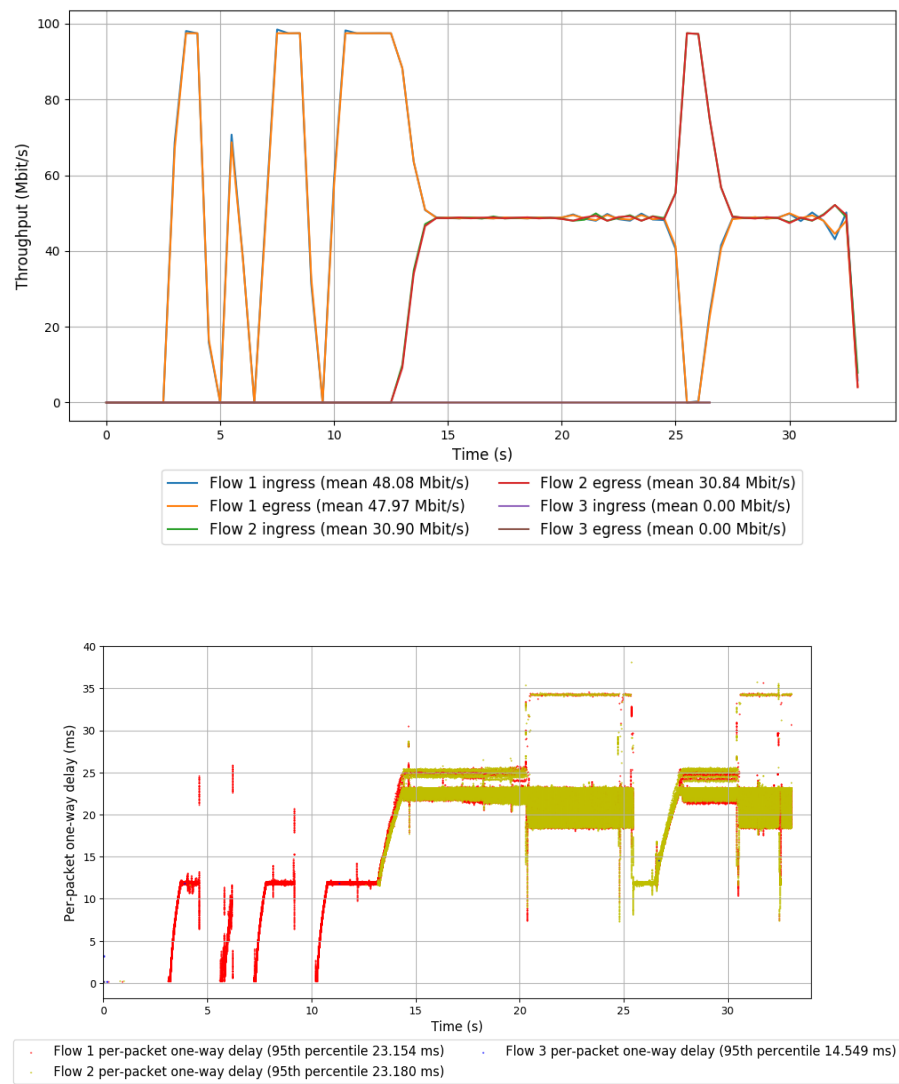 100
80
60
40
20
0
Throughput (Mbit/s)
0 5 10 15 20 25 30
Time (s)
Flow 1 ingress (mean 48.08 Mbit/s) Flow 2 egress (mean 30.84 Mbit/s)
Flow 1 egress (mean 47.97 Mbit/s) Flow 3 ingress (mean 0.00 Mbit/s)
Flow 2 ingress (mean 30.90 Mbit/s) Flow 3 egress (mean 0.00 Mbit/s)
40
35
30
25
20
15
10
5
0
Per-packet one-way delay (ms)
0 5 10 15 20 25 30
Time (s)
Flow 1 per-packet one-way delay (95th percentile 23.154 ms) Flow 3 per-packet one-way delay (95th percentile 14.549 ms)
Flow 2 per-packet one-way delay (95th percentile 23.180 ms)